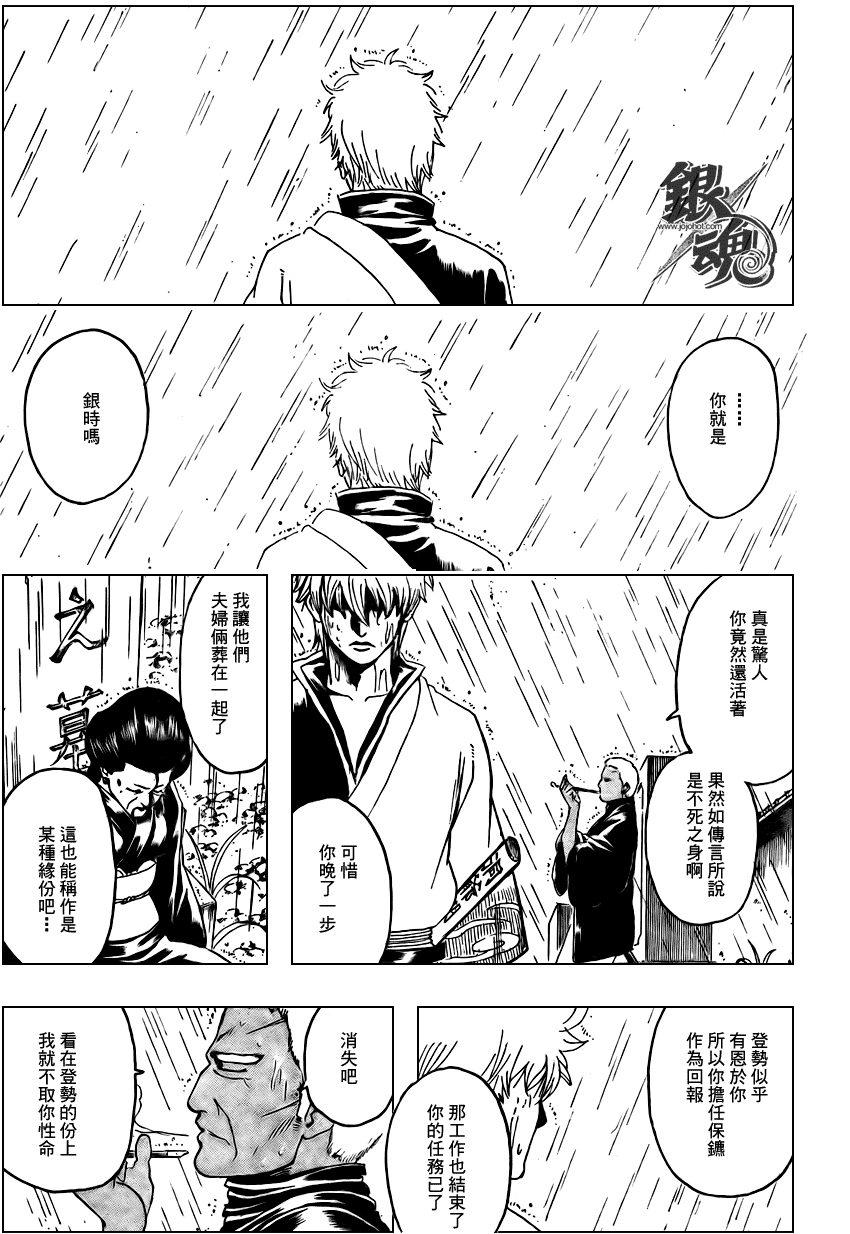 銀魂
www.jojohot.com
……
你就是
銀時嗎
真是驚人
你竟然還活著
果然如傳言所說
是不死之身啊
可惜
你晚了一步
我讓他們
夫婦倆葬在一起了
這也能稱作是
某種緣份吧…
之墓
登勢似乎
有恩於你
所以你擔任保鑣
作為回報
那工作也結束了
你的任務已了
消失吧
看在登勢的份上
我就不取你性命